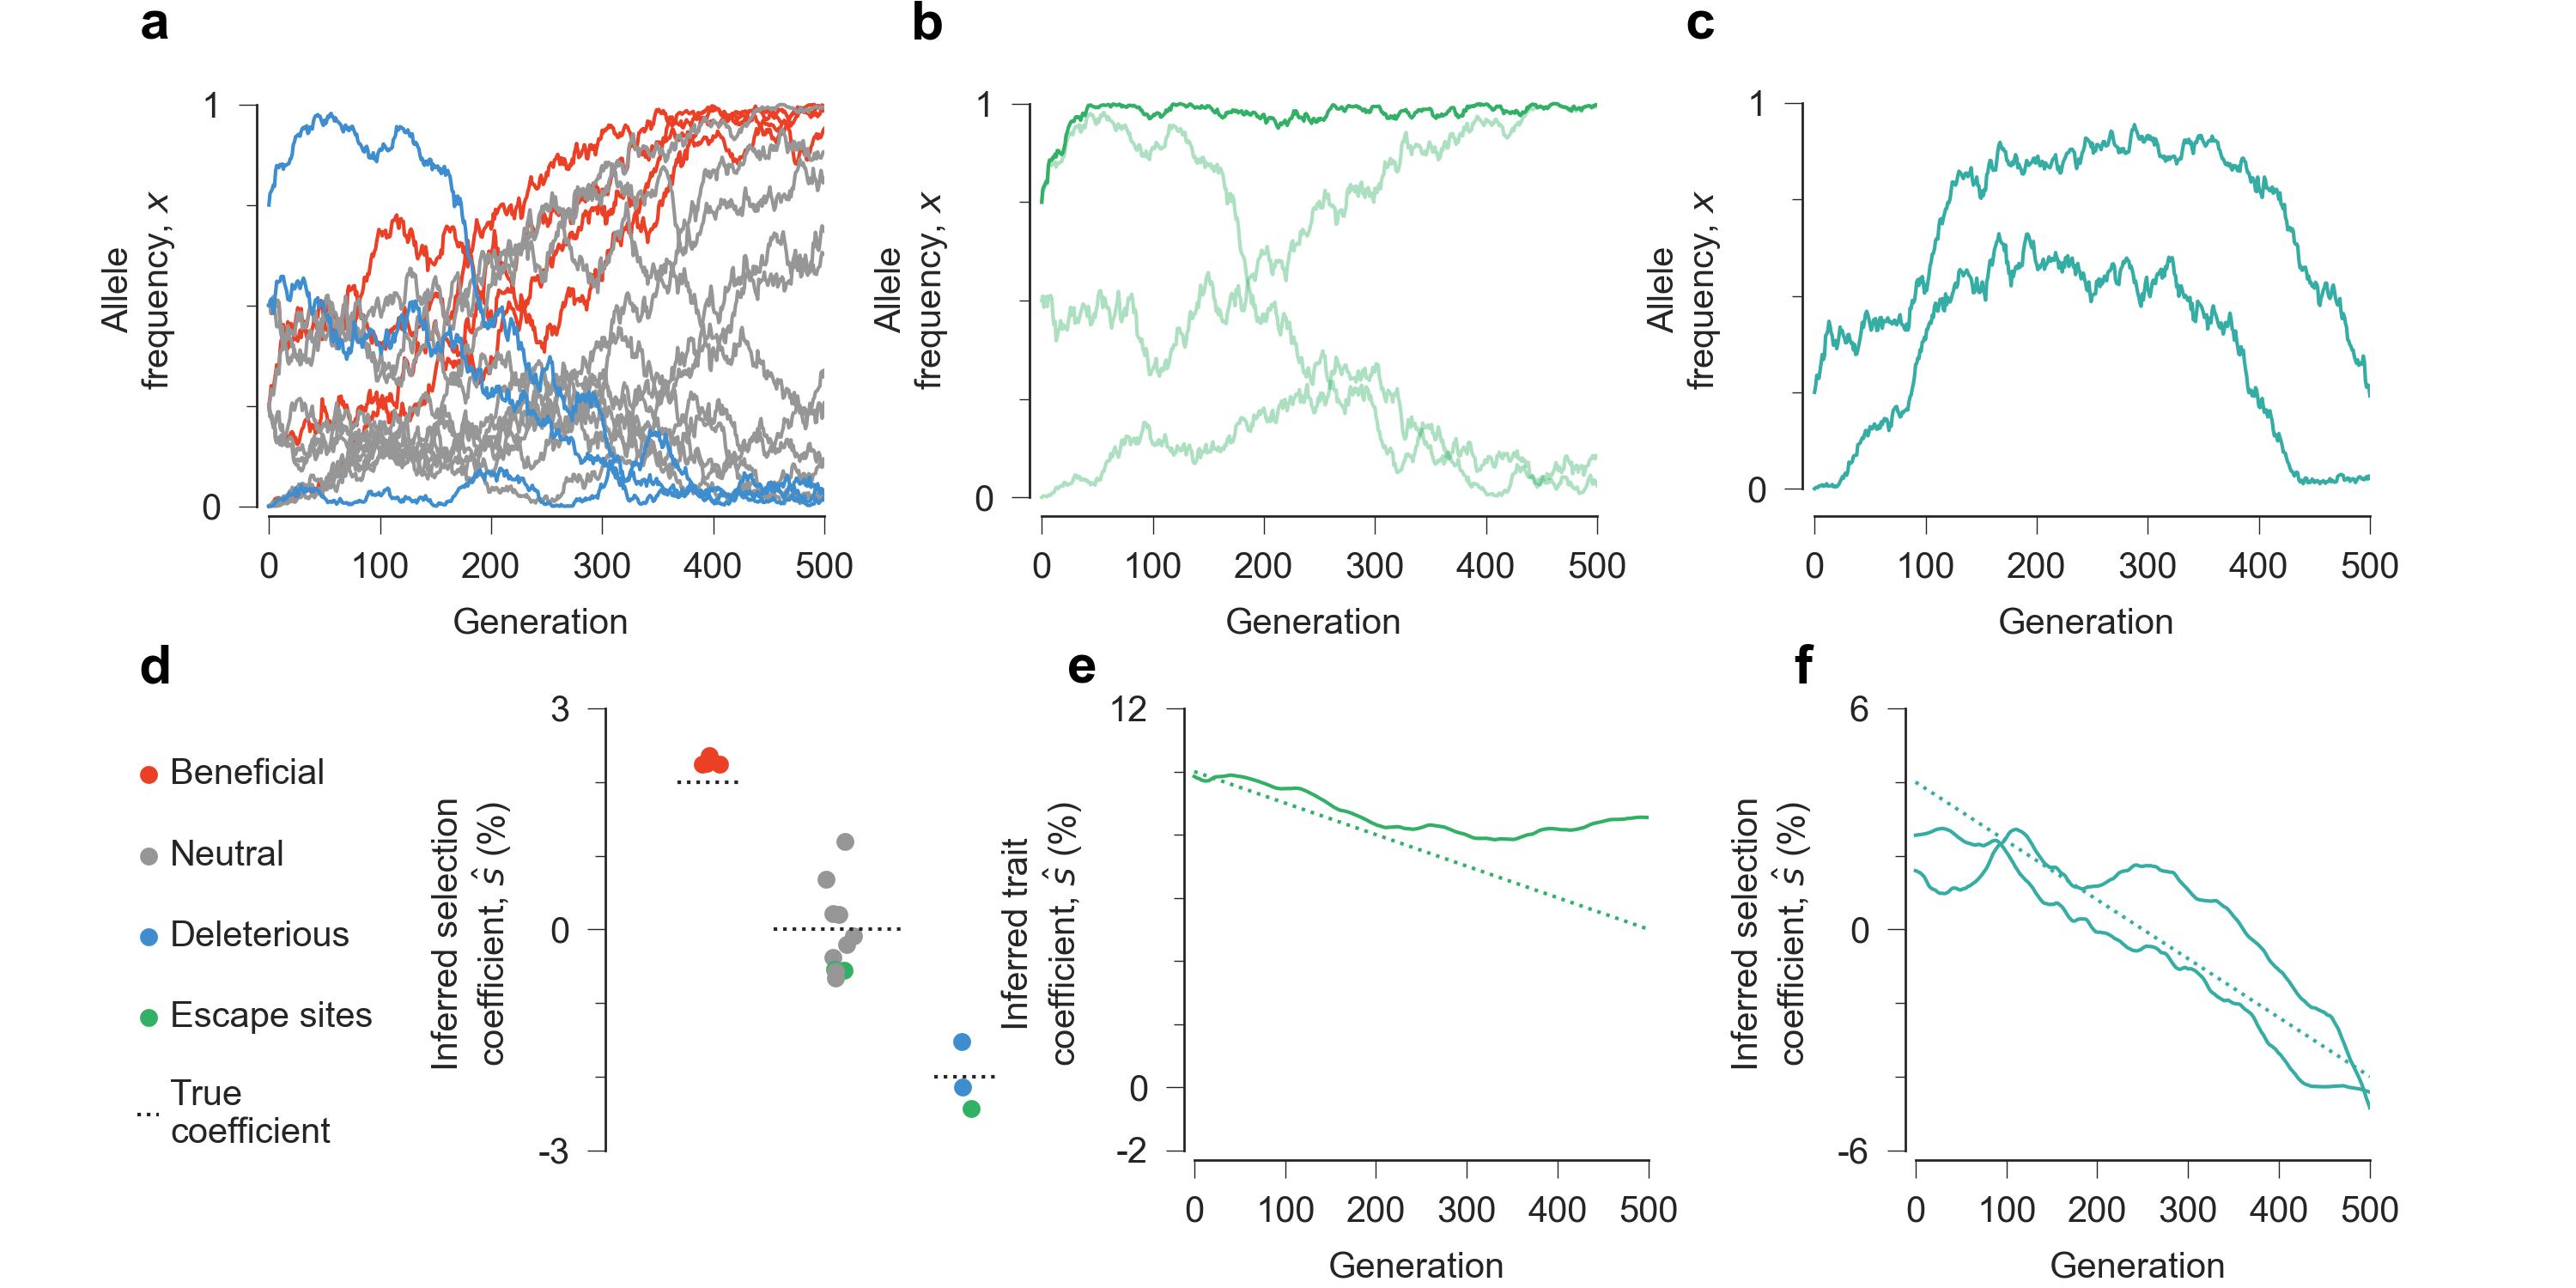 a
1
0
Allele
frequency, x
0 100 200 300 400 500
Generation
b
1
0
Allele
frequency, x
0 100 200 300 400 500
Generation
c
1
0
Allele
frequency, x
0 100 200 300 400 500
Generation
d
Beneficial
Neutral
Deleterious
Escape sites
True
coefficient
3
0
-3
Inferred selection
coefficient, ŝ (%)
e
12
0
-2
Inferred trait
coefficient, ŝ (%)
0 100 200 300 400 500
Generation
f
6
0
-6
Inferred selection
coefficient, ŝ (%)
0 100 200 300 400 500
Generation